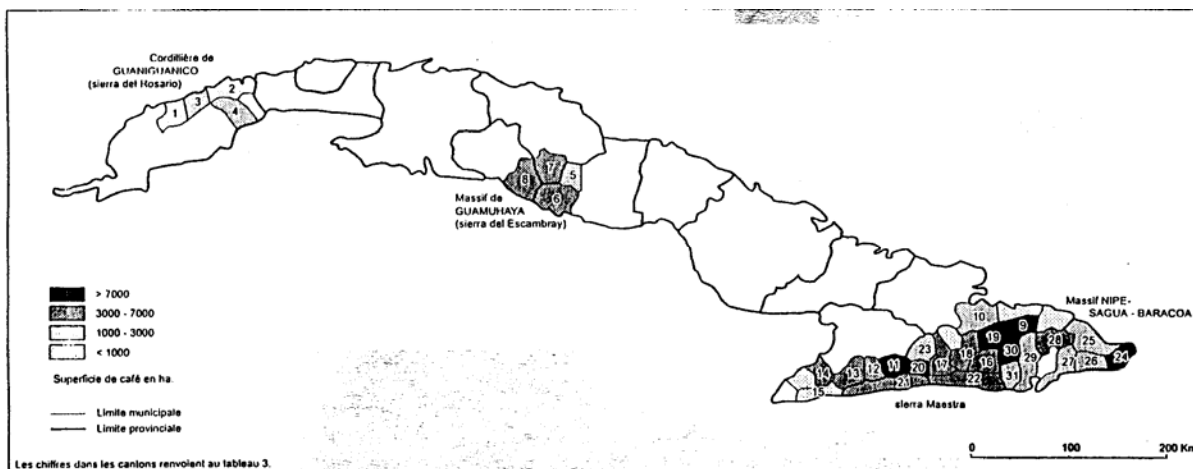 Cordillière de
GUANIGUANICO
(sierra del Rosario)
2
3
1
4
7
5
8
6
Massif de
GUAMUHAYA
(sierra del Escambray)
> 7000
3000 - 7000
1000 - 3000
< 1000
Superficie de café en ha.
Limite municipale
Limite provinciale
Massif NIPE-
SAGUA - BARACOA
10
9
19
25
23
28
18
30
24
14
13
12
11
20
17
16
29
27
26
15
21
22
31
sierra Maestra
0 100 200 Km
Les chiffres dans les cantons renvoient au tableau 3.